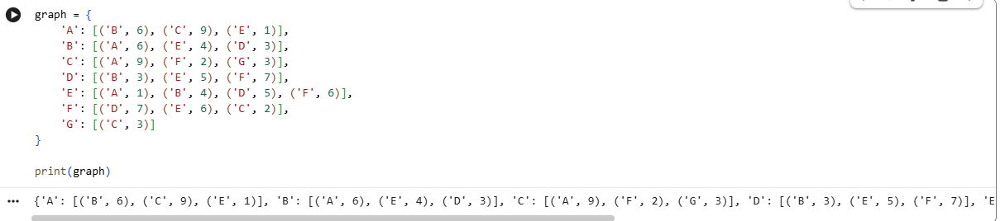 graph = {
    'A': [('B', 6), ('C', 9), ('E', 1)],
    'B': [('A', 6), ('E', 4), ('D', 3)],
    'C': [('A', 9), ('F', 2), ('G', 3)],
    'D': [('B', 3), ('E', 5), ('F', 7)],
    'E': [('A', 1), ('B', 4), ('D', 5), ('F', 6)],
    'F': [('D', 7), ('E', 6), ('C', 2)],
    'G': [('C', 3)]
}
print(graph)
{'A': [('B', 6), ('C', 9), ('E', 1)], 'B': [('A', 6), ('E', 4), ('D', 3)], 'C': [('A', 9), ('F', 2), ('G', 3)], 'D': [('B', 3), ('E', 5), ('F', 7)], 'E